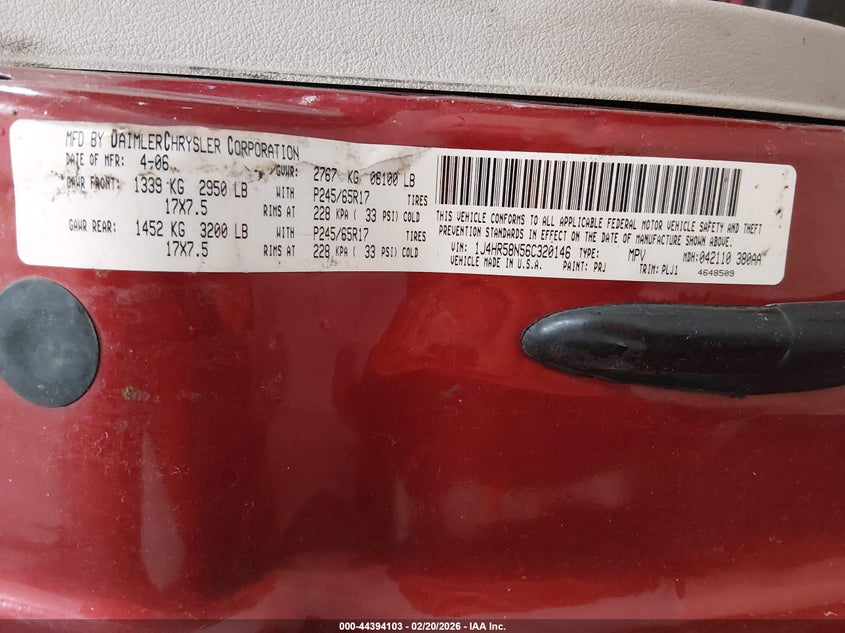 MFD BY DAIMLERCHRYSLER CORPORATION
DATE OF MFR: 4-06 GVWR: 2767 KG 06100 LB
GAWR FRONT: 1339 KG 2950 LB WITH P245/65R17 TIRES
17X7.5 RIMS AT 228 KPA ( 33 PSI) COLD
GAWR REAR: 1452 KG 3200 LB WITH P245/65R17 TIRES
17X7.5 RIMS AT 228 KPA ( 33 PSI) COLD
THIS VEHICLE CONFORMS TO ALL APPLICABLE FEDERAL MOTOR VEHICLE SAFETY AND THEFT
PREVENTION STANDARDS IN EFFECT ON THE DATE OF MANUFACTURE SHOWN ABOVE.
VIN: 1J4HR58N56C320146 TYPE: MPV MDH:042110 380AA
VEHICLE MADE IN U.S.A. PAINT: PRJ TRIM: PLJ1 4648509
000-44394103 - 02/20/2026 - IAA Inc.